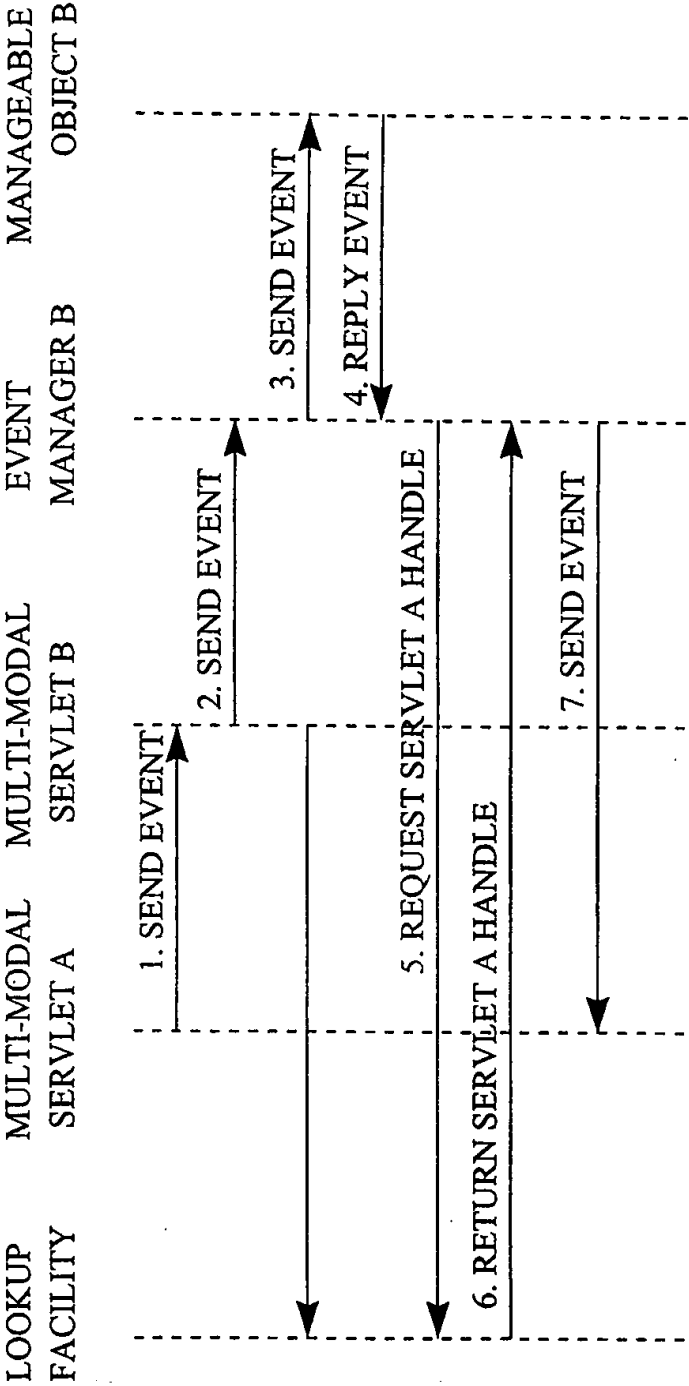 LOOKUP
FACILITY
MULTI-MODAL
SERVLET A
MULTI-MODAL
SERVLET B
EVENT
MANAGER B
MANAGEABLE
OBJECT B
1. SEND EVENT
2. SEND EVENT
3. SEND EVENT
4. REPLY EVENT
5. REQUEST SERVLET A HANDLE
6. RETURN SERVLET A HANDLE
7. SEND EVENT